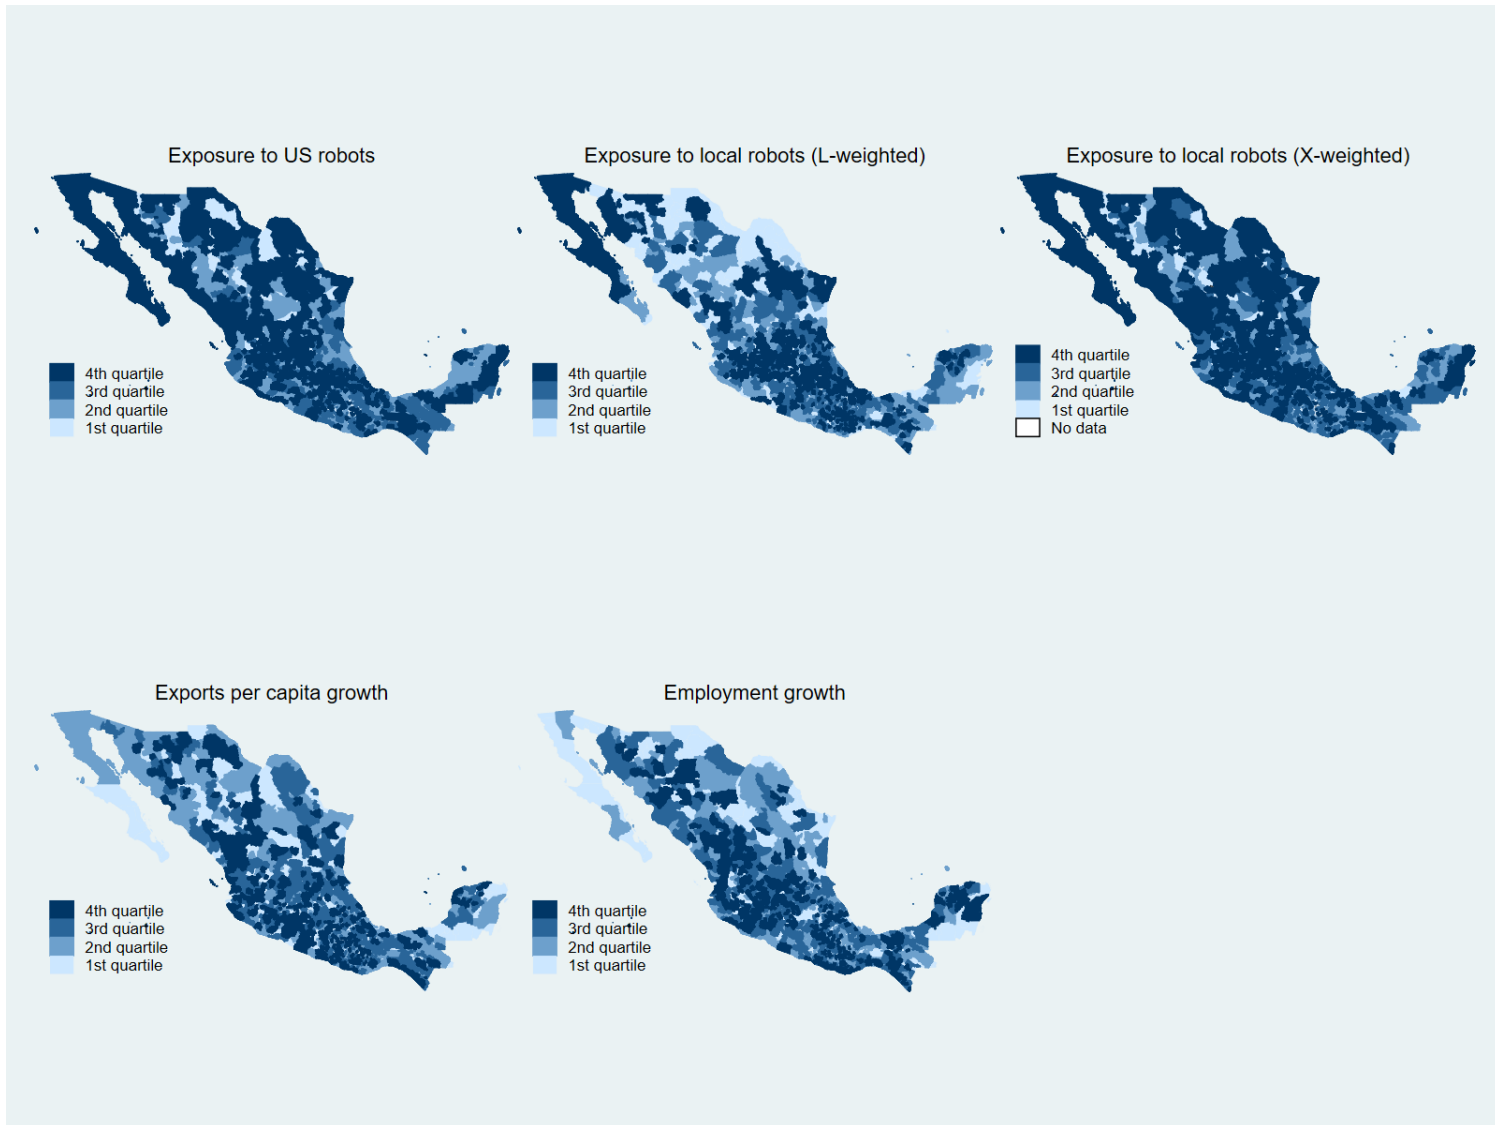 Exposure to US robots
4th quartile
3rd quartile
2nd quartile
1st quartile
Exposure to local robots (L-weighted)
4th quartile
3rd quartile
2nd quartile
1st quartile
Exposure to local robots (X-weighted)
4th quartile
3rd quartile
2nd quartile
1st quartile
No data
Exports per capita growth
4th quartile
3rd quartile
2nd quartile
1st quartile
Employment growth
4th quartile
3rd quartile
2nd quartile
1st quartile